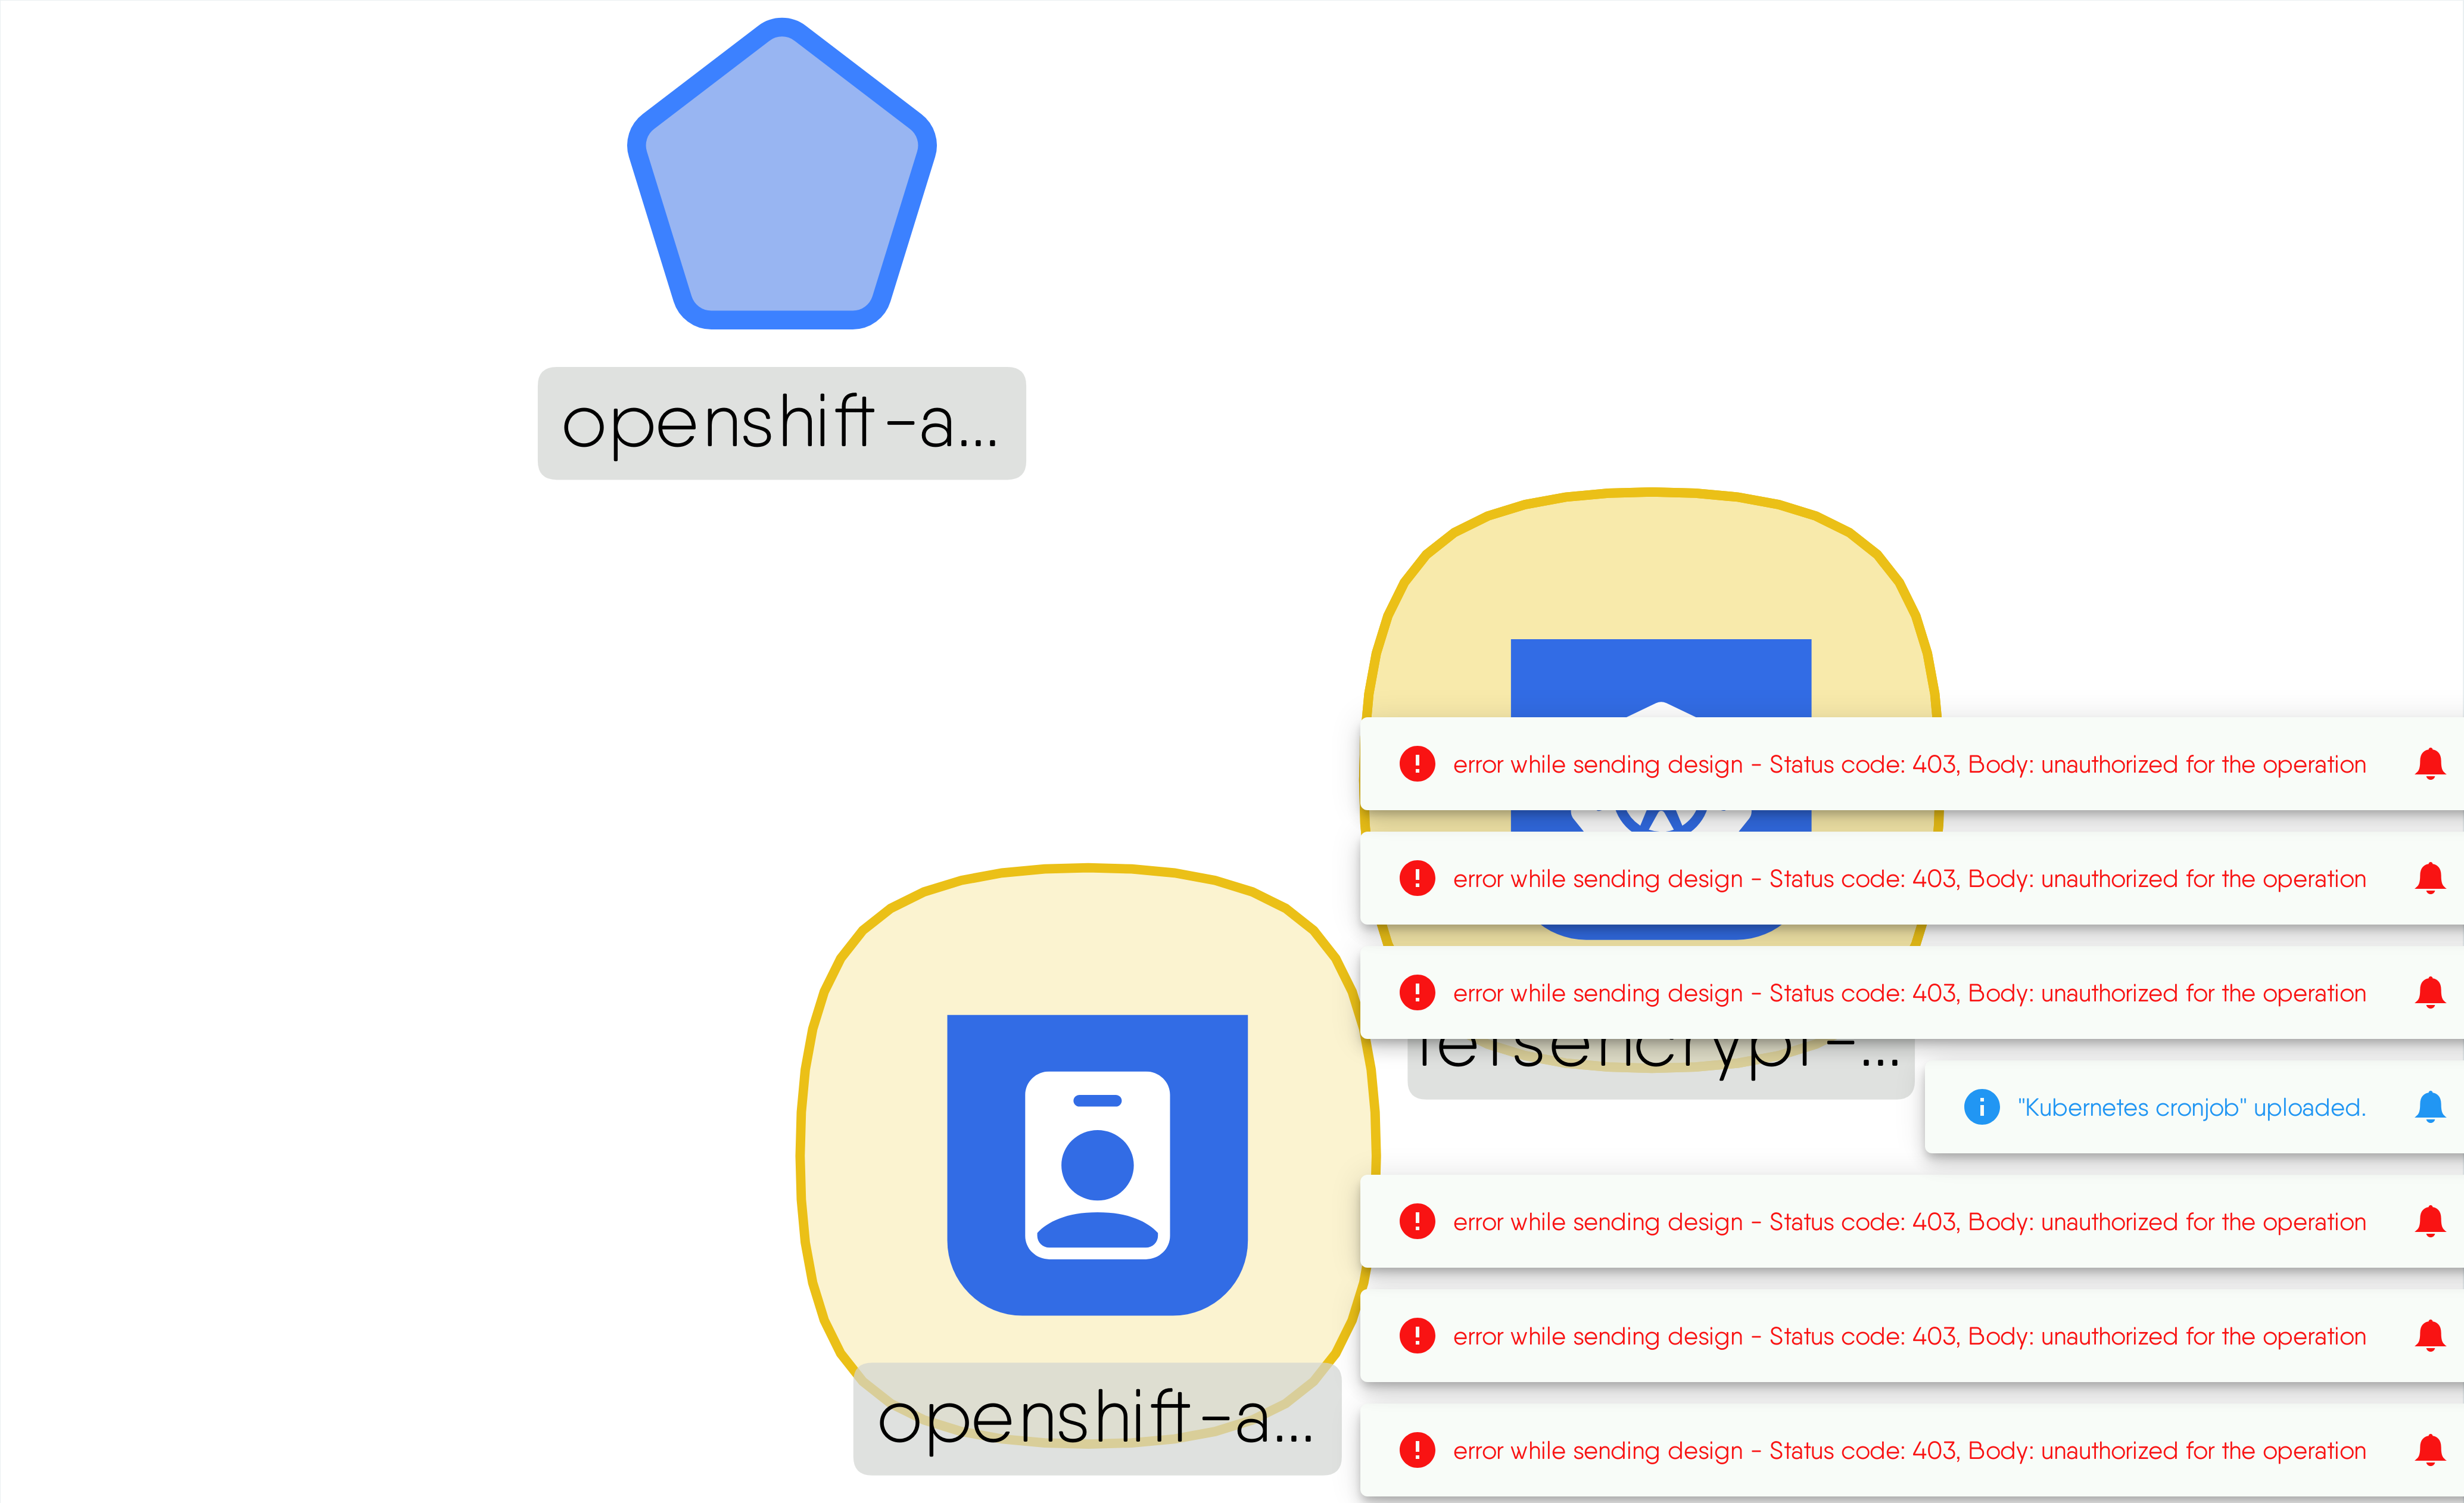 openshift-a...
error while sending design - Status code: 403, Body: unauthorized for the operation
error while sending design - Status code: 403, Body: unauthorized for the operation
error while sending design - Status code: 403, Body: unauthorized for the operation
letsencrypt-...
"Kubernetes cronjob" uploaded.
error while sending design - Status code: 403, Body: unauthorized for the operation
error while sending design - Status code: 403, Body: unauthorized for the operation
openshift-a...
error while sending design - Status code: 403, Body: unauthorized for the operation